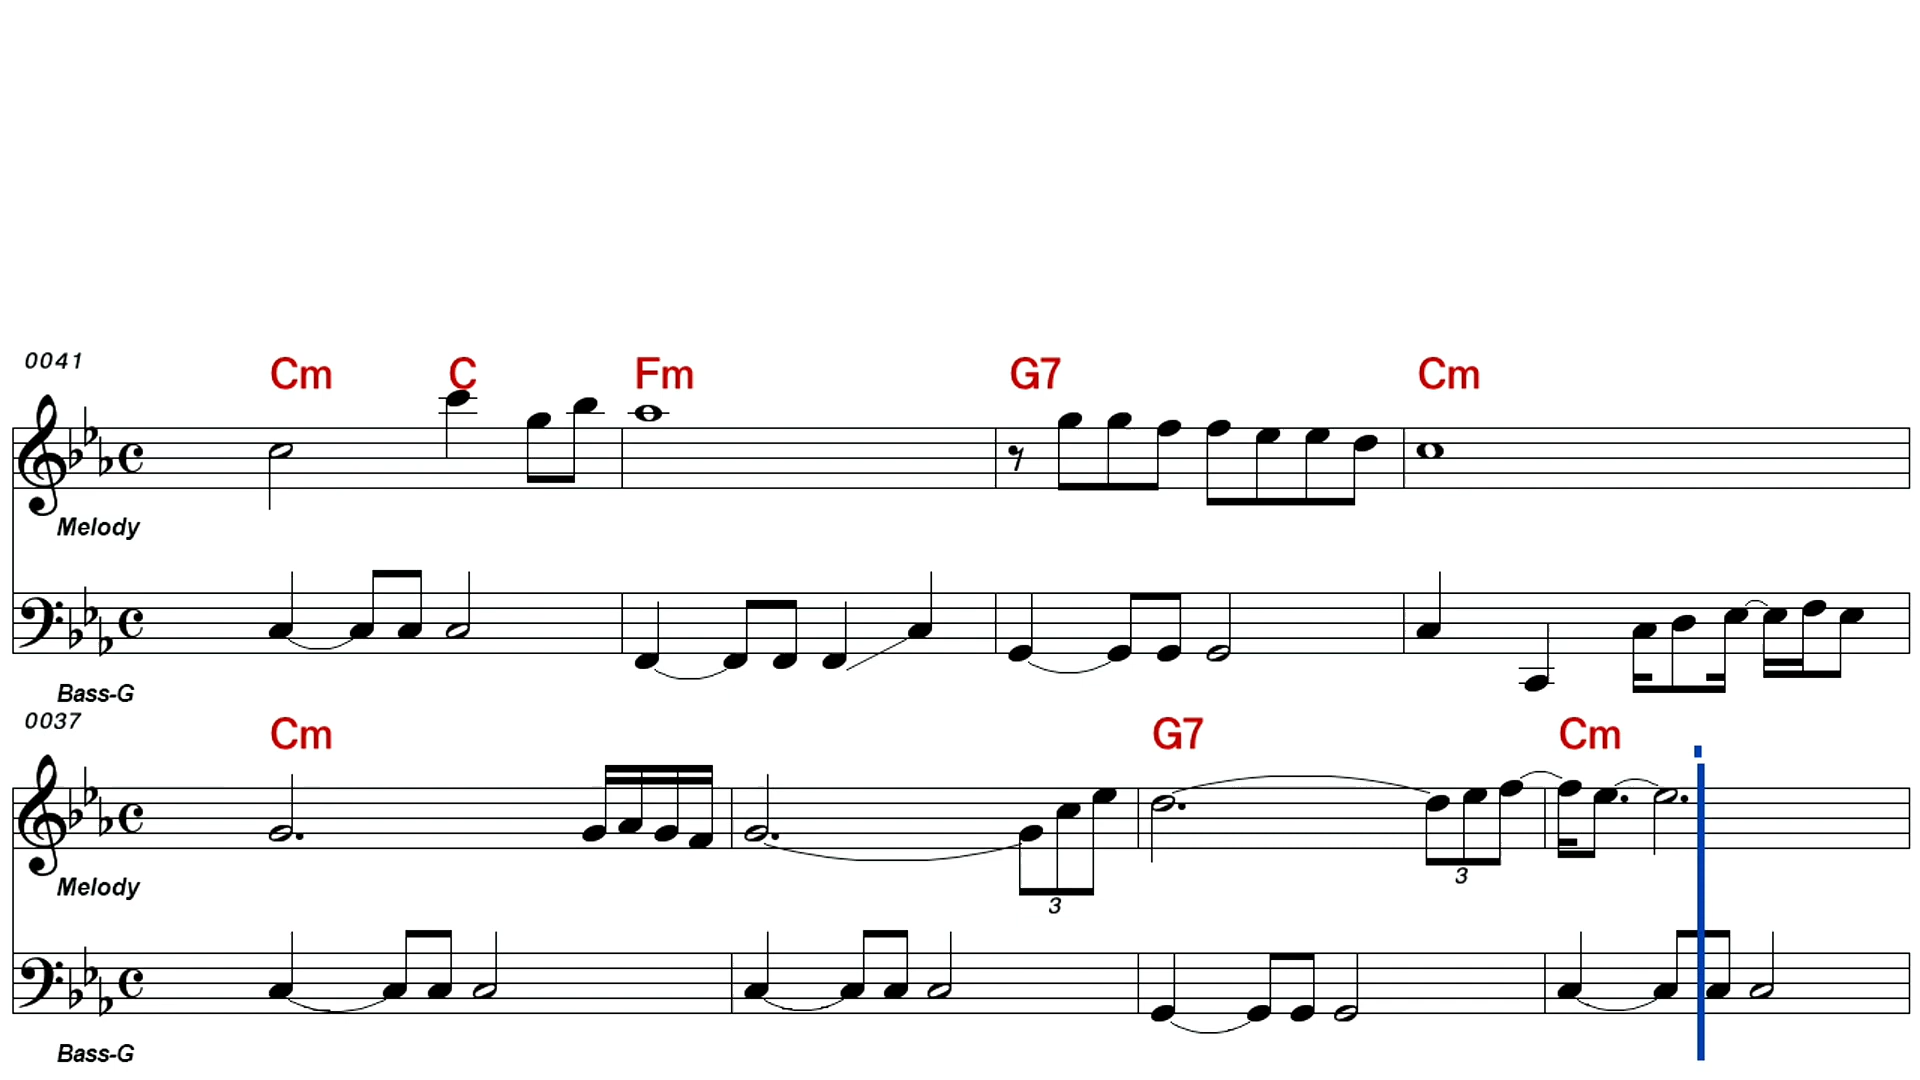 0041
Cm C Fm G7 Cm
Melody
Bass-G
0037
Cm G7 Cm
Melody
3
3
Bass-G